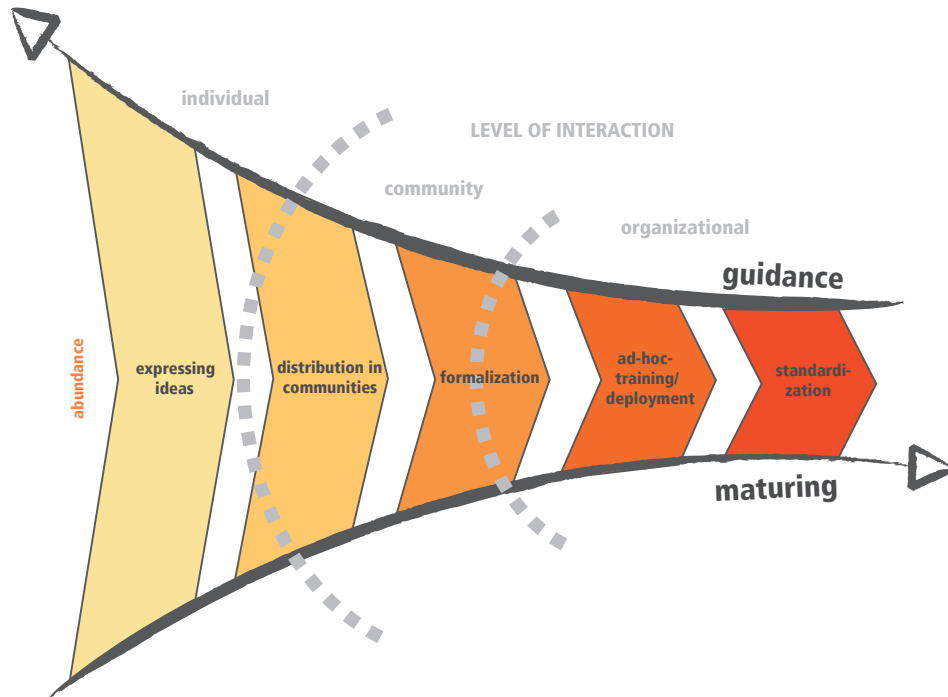 individual
LEVEL OF INTERACTION
community
organizational
guidance
abundance
expressing
ideas
distribution in
communities
formalization
ad-hoc-
training/
deployment
standardi-
zation
maturing